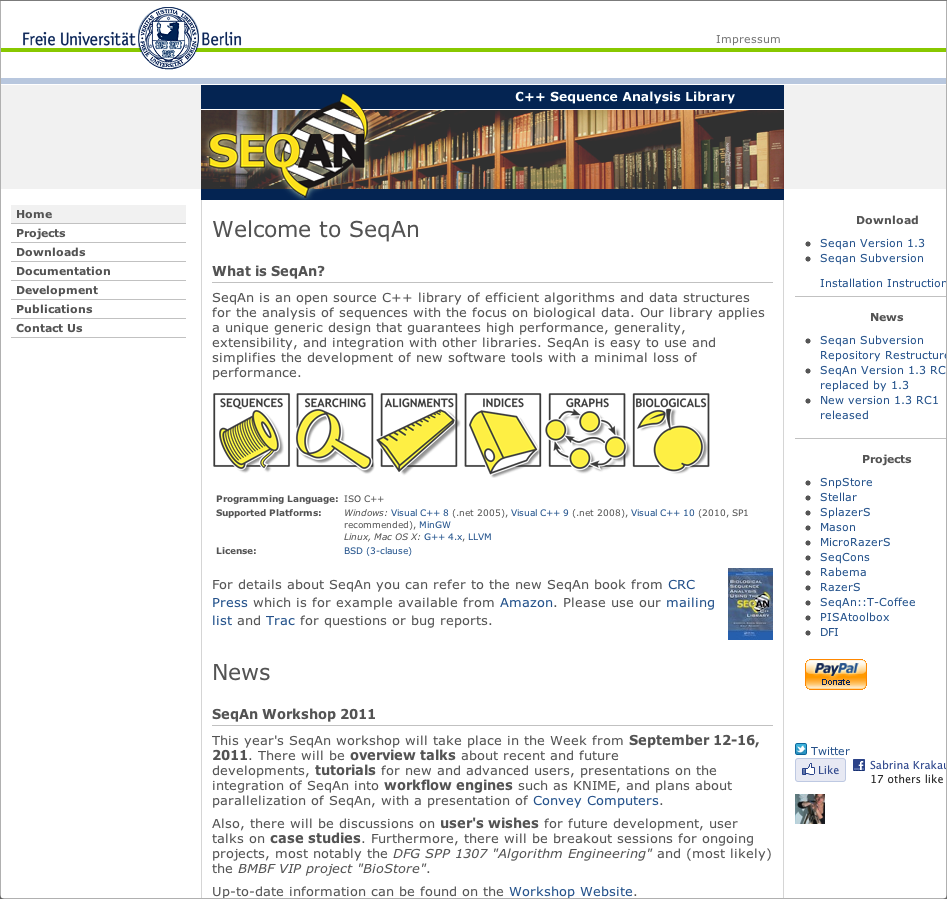 Freie Universität Berlin
Impressum
C++ Sequence Analysis Library
SEQAN
Home
Projects
Downloads
Documentation
Development
Publications
Contact Us
Welcome to SeqAn
What is SeqAn?
SeqAn is an open source C++ library of efficient algorithms and data structures
for the analysis of sequences with the focus on biological data. Our library applies
a unique generic design that guarantees high performance, generality,
extensibility, and integration with other libraries. SeqAn is easy to use and
simplifies the development of new software tools with a minimal loss of
performance.
SEQUENCES SEARCHING ALIGNMENTS INDICES GRAPHS BIOLOGICALS
Programming Language: ISO C++
Supported Platforms: Windows: Visual C++ 8 (.net 2005), Visual C++ 9 (.net 2008), Visual C++ 10 (2010, SP1
recommended), MinGW
Linux, Mac OS X: G++ 4.x, LLVM
License: BSD (3-clause)
For details about SeqAn you can refer to the new SeqAn book from CRC
Press which is for example available from Amazon. Please use our mailing
list and Trac for questions or bug reports.
BIOLOGICAL
SEQUENCE
ANALYSIS
USING THE
SEQAN
C++
LIBRARY
News
SeqAn Workshop 2011
This year's SeqAn workshop will take place in the Week from September 12-16,
2011. There will be overview talks about recent and future
developments, tutorials for new and advanced users, presentations on the
integration of SeqAn into workflow engines such as KNIME, and plans about
parallelization of SeqAn, with a presentation of Convey Computers.
Also, there will be discussions on user's wishes for future development, user
talks on case studies. Furthermore, there will be breakout sessions for ongoing
projects, most notably the DFG SPP 1307 "Algorithm Engineering" and (most likely)
the BMBF VIP project "BioStore".
Up-to-date information can be found on the Workshop Website.
Download
Seqan Version 1.3
Seqan Subversion
Installation Instruction
News
Seqan Subversion
Repository Restructure
SeqAn Version 1.3 RC
replaced by 1.3
New version 1.3 RC1
released
Projects
SnpStore
Stellar
SplazerS
Mason
MicroRazerS
SeqCons
Rabema
RazerS
SeqAn::T-Coffee
PISAtoolbox
DFI
PayPal
Donate
Twitter
Like
Sabrina Krakau
17 others like